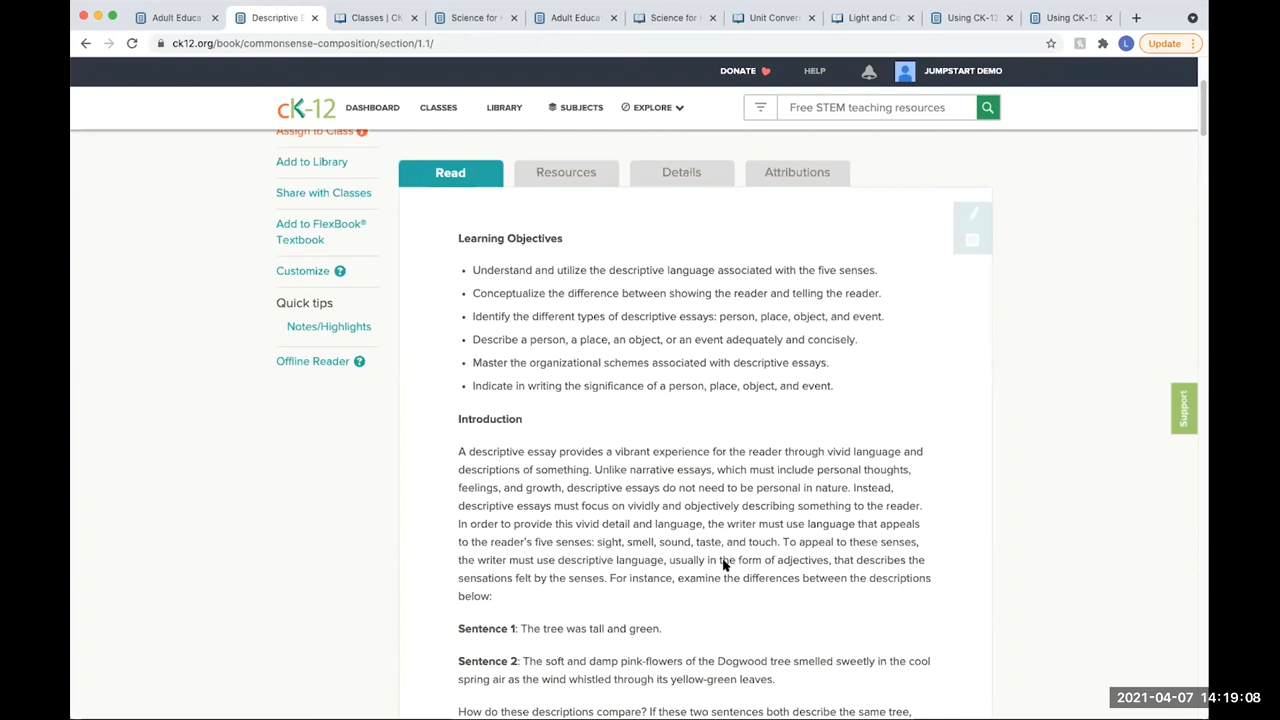 Adult Educa
Descriptive E
Classes | CK
Science for
Adult Educa
Science for
Unit Conver
Light and Co
Using CK-12
Using CK-12
ck12.org/book/commonsense-composition/section/1.1/
L
Update
DONATE
HELP
JUMPSTART DEMO
cK-12
DASHBOARD
CLASSES
LIBRARY
SUBJECTS
EXPLORE
Free STEM teaching resources
Assign to Class
Add to Library
Share with Classes
Add to FlexBook®
Textbook
Customize ?
Quick tips
Notes/Highlights
Offline Reader ?
Read
Resources
Details
Attributions
Learning Objectives
• Understand and utilize the descriptive language associated with the five senses.
• Conceptualize the difference between showing the reader and telling the reader.
• Identify the different types of descriptive essays: person, place, object, and event.
• Describe a person, a place, an object, or an event adequately and concisely.
• Master the organizational schemes associated with descriptive essays.
• Indicate in writing the significance of a person, place, object, and event.
Introduction
A descriptive essay provides a vibrant experience for the reader through vivid language and
descriptions of something. Unlike narrative essays, which must include personal thoughts,
feelings, and growth, descriptive essays do not need to be personal in nature. Instead,
descriptive essays must focus on vividly and objectively describing something to the reader.
In order to provide this vivid detail and language, the writer must use language that appeals
to the reader's five senses: sight, smell, sound, taste, and touch. To appeal to these senses,
the writer must use descriptive language, usually in the form of adjectives, that describes the
sensations felt by the senses. For instance, examine the differences between the descriptions
below:
Sentence 1: The tree was tall and green.
Sentence 2: The soft and damp pink-flowers of the Dogwood tree smelled sweetly in the cool
spring air as the wind whistled through its yellow-green leaves.
How do these descriptions compare? If these two sentences both describe the same tree,
Support
2021-04-07 14:19:08